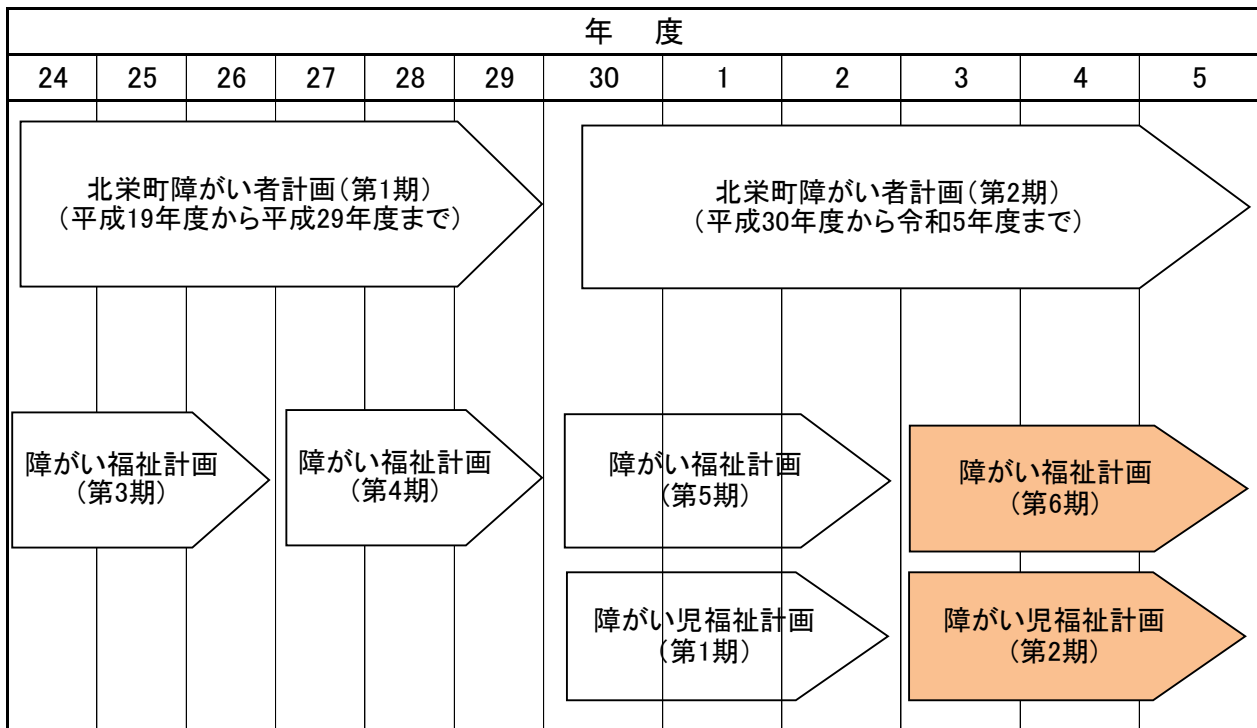 年 度
24 25 26 27 28 29 30 1 2 3 4 5
北栄町障がい者計画(第1期)
(平成19年度から平成29年度まで)
北栄町障がい者計画(第2期)
(平成30年度から令和5年度まで)
障がい福祉計画
(第3期)
障がい福祉計画
(第4期)
障がい福祉計画
(第5期)
障がい福祉計画
(第6期)
障がい児福祉計画
(第1期)
障がい児福祉計画
(第2期)